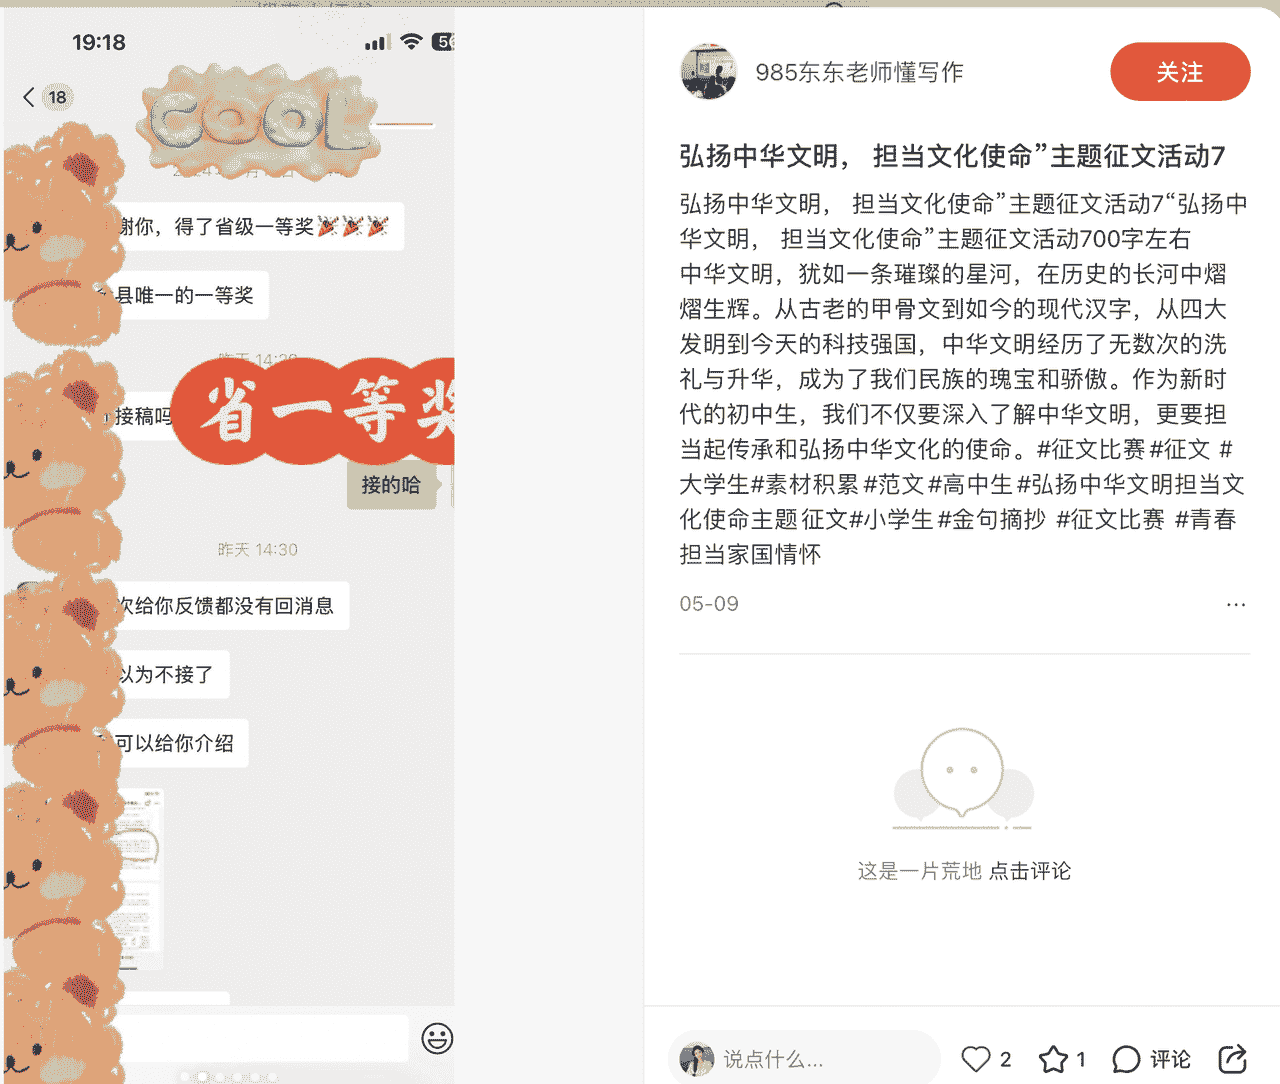 19:18
56
18
COOL
谢你，得了省级一等奖
县唯一的一等奖
昨天 14:29
接稿吗
省一等奖
接的哈
昨天 14:30
次给你反馈都没有回消息
以为不接了
可以给你介绍
985东东老师懂写作
关注
弘扬中华文明， 担当文化使命”主题征文活动7
弘扬中华文明， 担当文化使命”主题征文活动7“弘扬中
华文明， 担当文化使命”主题征文活动700字左右
中华文明，犹如一条璀璨的星河，在历史的长河中熠
熠生辉。从古老的甲骨文到如今的现代汉字，从四大
发明到今天的科技强国，中华文明经历了无数次的洗
礼与升华，成为了我们民族的瑰宝和骄傲。作为新时
代的初中生，我们不仅要深入了解中华文明，更要担
当起传承和弘扬中华文化的使命。#征文比赛 #征文 #
大学生#素材积累 #范文 #高中生 #弘扬中华文明担当文
化使命主题征文#小学生 #金句摘抄 #征文比赛 #青春
担当家国情怀
05-09
...
这是一片荒地 点击评论
说点什么...
2
1
评论